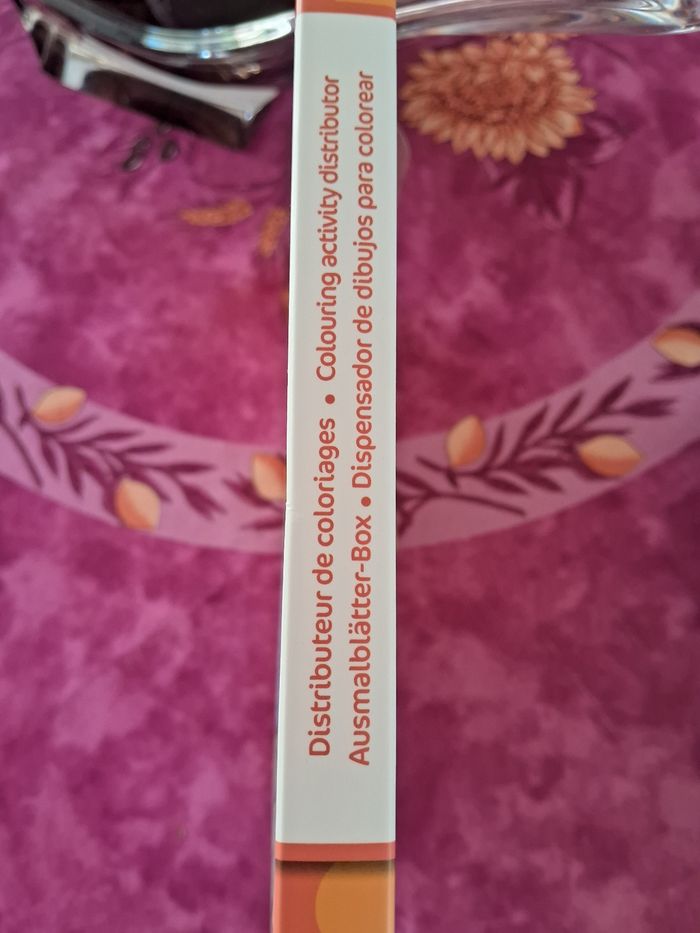 Distributeur de coloriages • Colouring activity distributor
Ausmalblätter-Box • Dispensador de dibujos para colorear